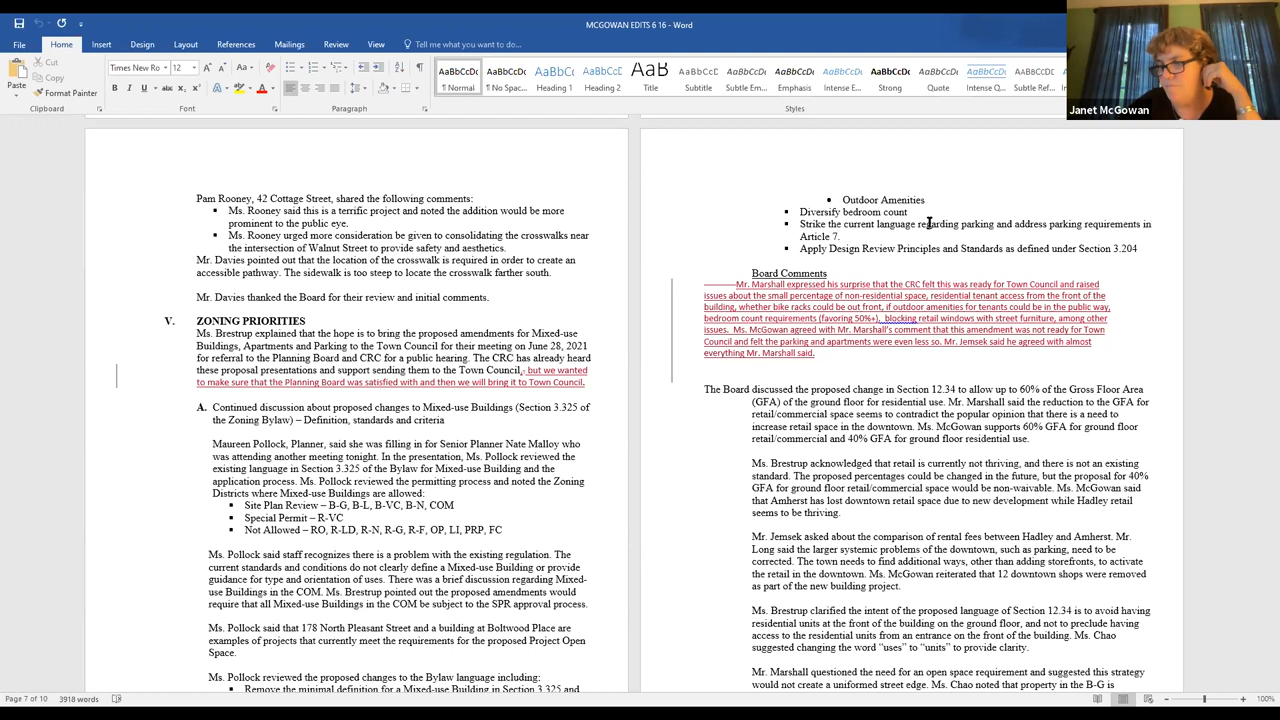 MCGOWAN EDITS 6 16 - Word
File Home Insert Design Layout References Mailings Review View Tell me what you want to do...
Cut
Copy
Format Painter
Paste
Times New Ro 12
AaBbCcDc AaBbCcDc AaBbCc AaBbCcC AaB AaBbCcC AaBbCcDc AaBbCcDc AaBbCcDc AaBbCcDc AaBbCcDc AaBbCcDc AaBbCcDc
¶ Normal ¶ No Spac... Heading 1 Heading 2 Title Subtitle Subtle Em... Emphasis Intense E... Strong Quote Intense Q... Subtle Ref...
Clipboard Font Paragraph Styles
Janet McGowan
Pam Rooney, 42 Cottage Street, shared the following comments:
▪ Ms. Rooney said this is a terrific project and noted the addition would be more
prominent to the public eye.
▪ Ms. Rooney urged more consideration be given to consolidating the crosswalks near
the intersection of Walnut Street to provide safety and aesthetics.
Mr. Davies pointed out that the location of the crosswalk is required in order to create an
accessible pathway. The sidewalk is too steep to locate the crosswalk farther south.
Mr. Davies thanked the Board for their review and initial comments.
V. ZONING PRIORITIES
Ms. Brestrup explained that the hope is to bring the proposed amendments for Mixed-use
Buildings, Apartments and Parking to the Town Council for their meeting on June 28, 2021
for referral to the Planning Board and CRC for a public hearing. The CRC has already heard
these proposal presentations and support sending them to the Town Council, but we wanted
to make sure that the Planning Board was satisfied with and then we will bring it to Town Council.
A. Continued discussion about proposed changes to Mixed-use Buildings (Section 3.325 of
the Zoning Bylaw) – Definition, standards and criteria
Maureen Pollock, Planner, said she was filling in for Senior Planner Nate Malloy who
was attending another meeting tonight. In the presentation, Ms. Pollock reviewed the
existing language in Section 3.325 of the Bylaw for Mixed-use Building and the
application process. Ms. Pollock reviewed the permitting process and noted the Zoning
Districts where Mixed-use Buildings are allowed:
▪ Site Plan Review – B-G, B-L, B-VC, B-N, COM
▪ Special Permit – R-VC
▪ Not Allowed – RO, R-LD, R-N, R-G, R-F, OP, LI, PRP, FC
Ms. Pollock said staff recognizes there is a problem with the existing regulation. The
current standards and conditions do not clearly define a Mixed-use Building or provide
guidance for type and orientation of uses. There was a brief discussion regarding Mixed-
use Buildings in the COM. Ms. Brestrup pointed out the proposed amendments would
require that all Mixed-use Buildings in the COM be subject to the SPR approval process.
Ms. Pollock said that 178 North Pleasant Street and a building at Boltwood Place are
examples of projects that currently meet the requirements for the proposed Project Open
Space.
Ms. Pollock reviewed the proposed changes to the Bylaw language including:
▪ Remove the minimal definition for a Mixed-use Building in Section 3.325 and
• Outdoor Amenities
▪ Diversify bedroom count
▪ Strike the current language regarding parking and address parking requirements in
Article 7.
▪ Apply Design Review Principles and Standards as defined under Section 3.204
Board Comments
Mr. Marshall expressed his surprise that the CRC felt this was ready for Town Council and raised
issues about the small percentage of non-residential space, residential tenant access from the front of the
building, whether bike racks could be out front, if outdoor amenities for tenants could be in the public way,
bedroom count requirements (favoring 50%+), blocking retail windows with street furniture, among other
issues. Ms. McGowan agreed with Mr. Marshall's comment that this amendment was not ready for Town
Council and felt the parking and apartments were even less so. Mr. Jemsek said he agreed with almost
everything Mr. Marshall said.
The Board discussed the proposed change in Section 12.34 to allow up to 60% of the Gross Floor Area
(GFA) of the ground floor for residential use. Mr. Marshall said the reduction to the GFA for
retail/commercial space seems to contradict the popular opinion that there is a need to
increase retail space in the downtown. Ms. McGowan supports 60% GFA for ground floor
retail/commercial and 40% GFA for ground floor residential use.
Ms. Brestrup acknowledged that retail is currently not thriving, and there is not an existing
standard. The proposed percentages could be changed in the future, but the proposal for 40%
GFA for ground floor retail/commercial space would be non-waivable. Ms. McGowan said
that Amherst has lost downtown retail space due to new development while Hadley retail
seems to be thriving.
Mr. Jemsek asked about the comparison of rental fees between Hadley and Amherst. Mr.
Long said the larger systemic problems of the downtown, such as parking, need to be
corrected. The town needs to find additional ways, other than adding storefronts, to activate
the retail in the downtown. Ms. McGowan reiterated that 12 downtown shops were removed
as part of the new building project.
Ms. Brestrup clarified the intent of the proposed language of Section 12.34 is to avoid having
residential units at the front of the building on the ground floor, and not to preclude having
access to the residential units from an entrance on the front of the building. Ms. Chao
suggested changing the word "uses" to "units" to provide clarity.
Mr. Marshall questioned the need for an open space requirement and suggested this strategy
would not create a uniformed street edge. Ms. Chao noted that property in the B-G is
Page 7 of 10 3918 words 100%